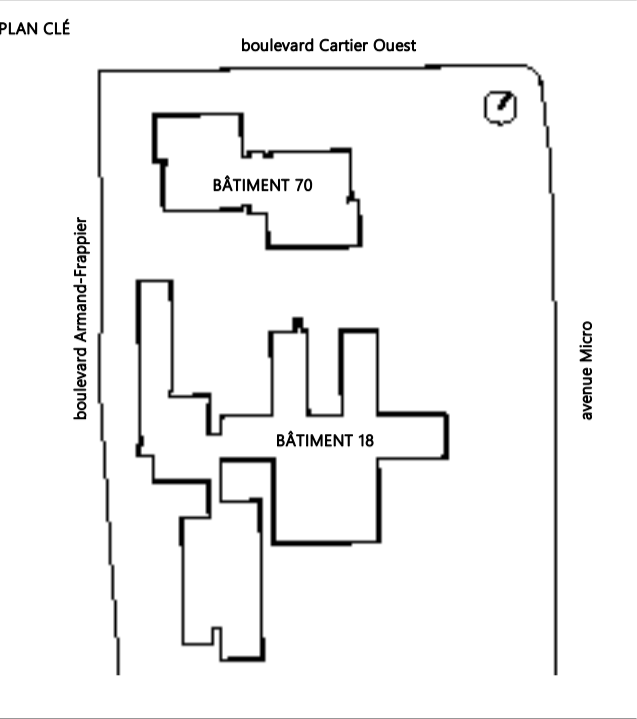 PLAN CLÉ
boulevard Cartier Ouest
BÂTIMENT 70
boulevard Armand-Frappier
avenue Micro
BÂTIMENT 18